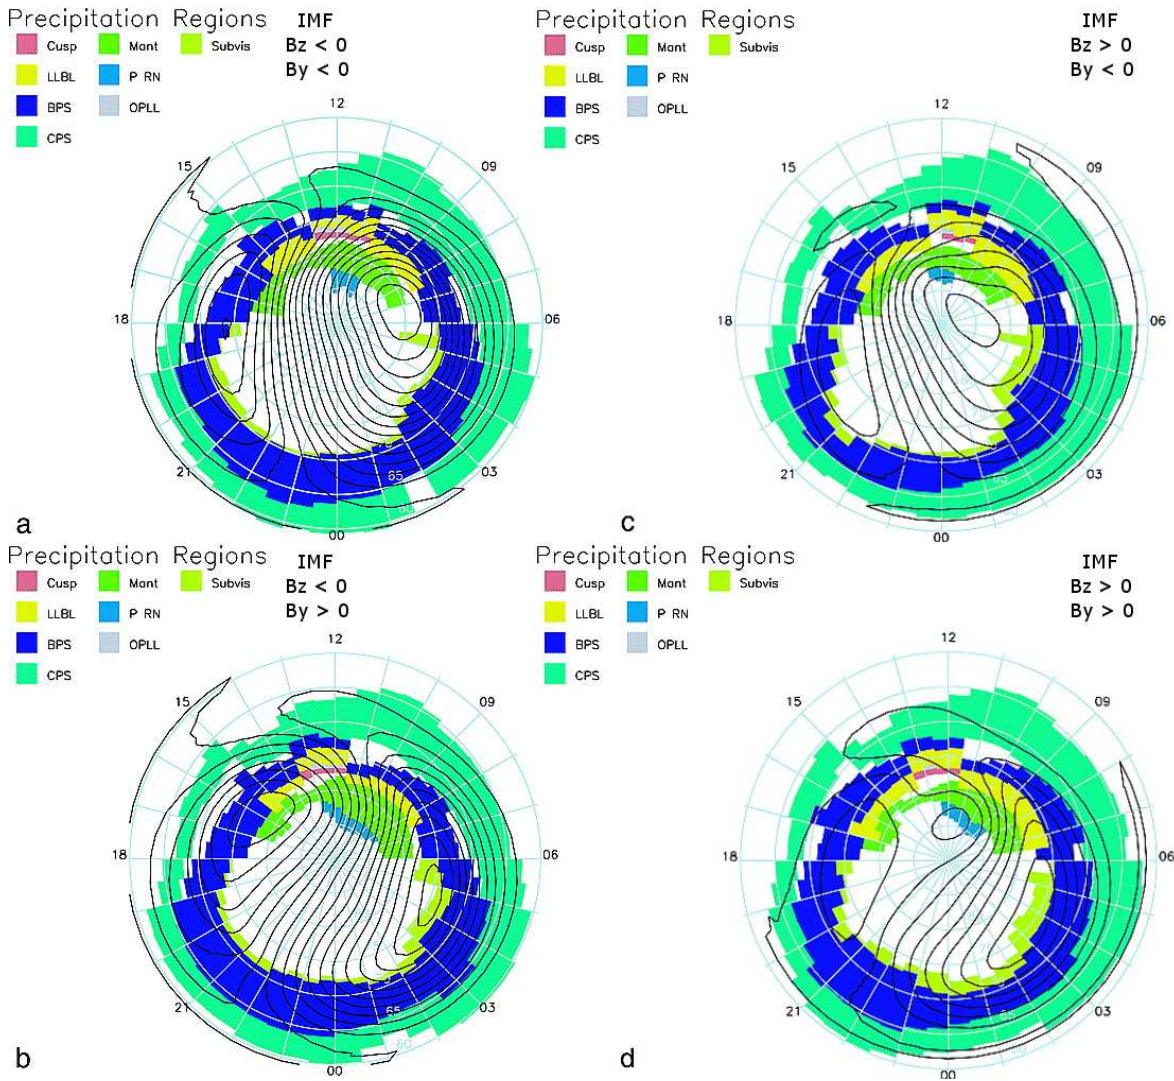 Precipitation Regions
IMF
Cusp Mant Subvis
Bz < 0
LLBL P RN
By < 0
BPS OPLL
CPS
12
15
09
18
06
65
60
21
03
00
a
Precipitation Regions
IMF
Cusp Mant Subvis
Bz > 0
LLBL P RN
By < 0
BPS OPLL
CPS
12
15
09
18
06
21
03
00
c
Precipitation Regions
IMF
Cusp Mant Subvis
Bz < 0
LLBL P RN
By > 0
BPS OPLL
CPS
12
15
09
18
06
65
60
21
03
00
b
Precipitation Regions
IMF
Cusp Mant Subvis
Bz > 0
LLBL P RN
By > 0
BPS OPLL
CPS
12
15
09
18
06
65
21
03
00
d